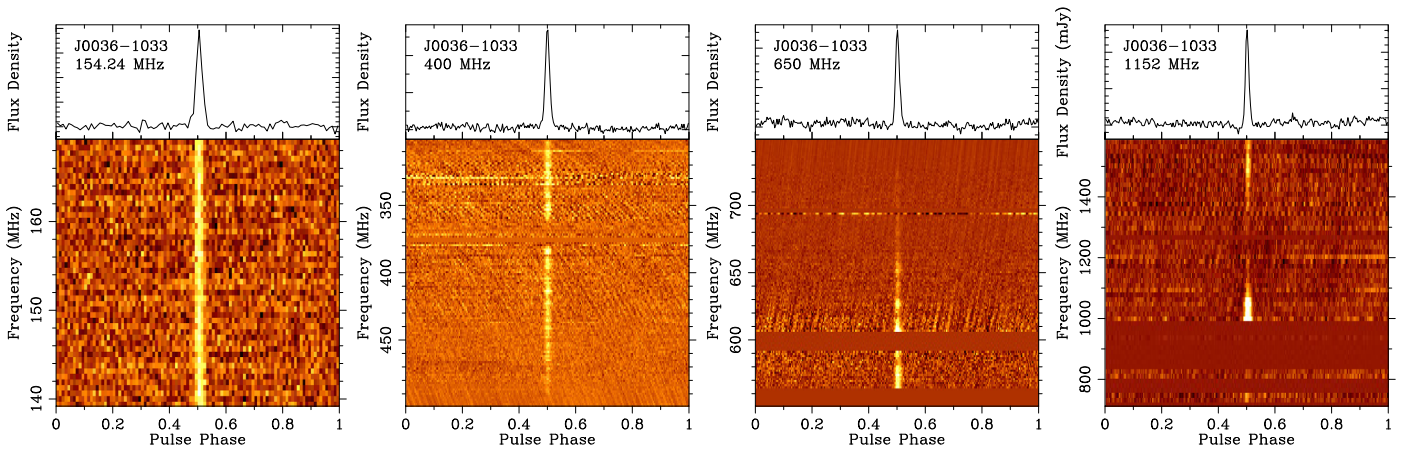 Flux Density
J0036−1033
154.24 MHz
Frequency (MHz)
160
150
140
0 0.2 0.4 0.6 0.8 1
Pulse Phase
Flux Density
J0036−1033
400 MHz
Frequency (MHz)
350
400
450
0 0.2 0.4 0.6 0.8 1
Pulse Phase
Flux Density
J0036−1033
650 MHz
Frequency (MHz)
700
650
600
0 0.2 0.4 0.6 0.8 1
Pulse Phase
Flux Density (mJy)
J0036−1033
1152 MHz
Frequency (MHz)
1400
1200
1000
800
0 0.2 0.4 0.6 0.8 1
Pulse Phase